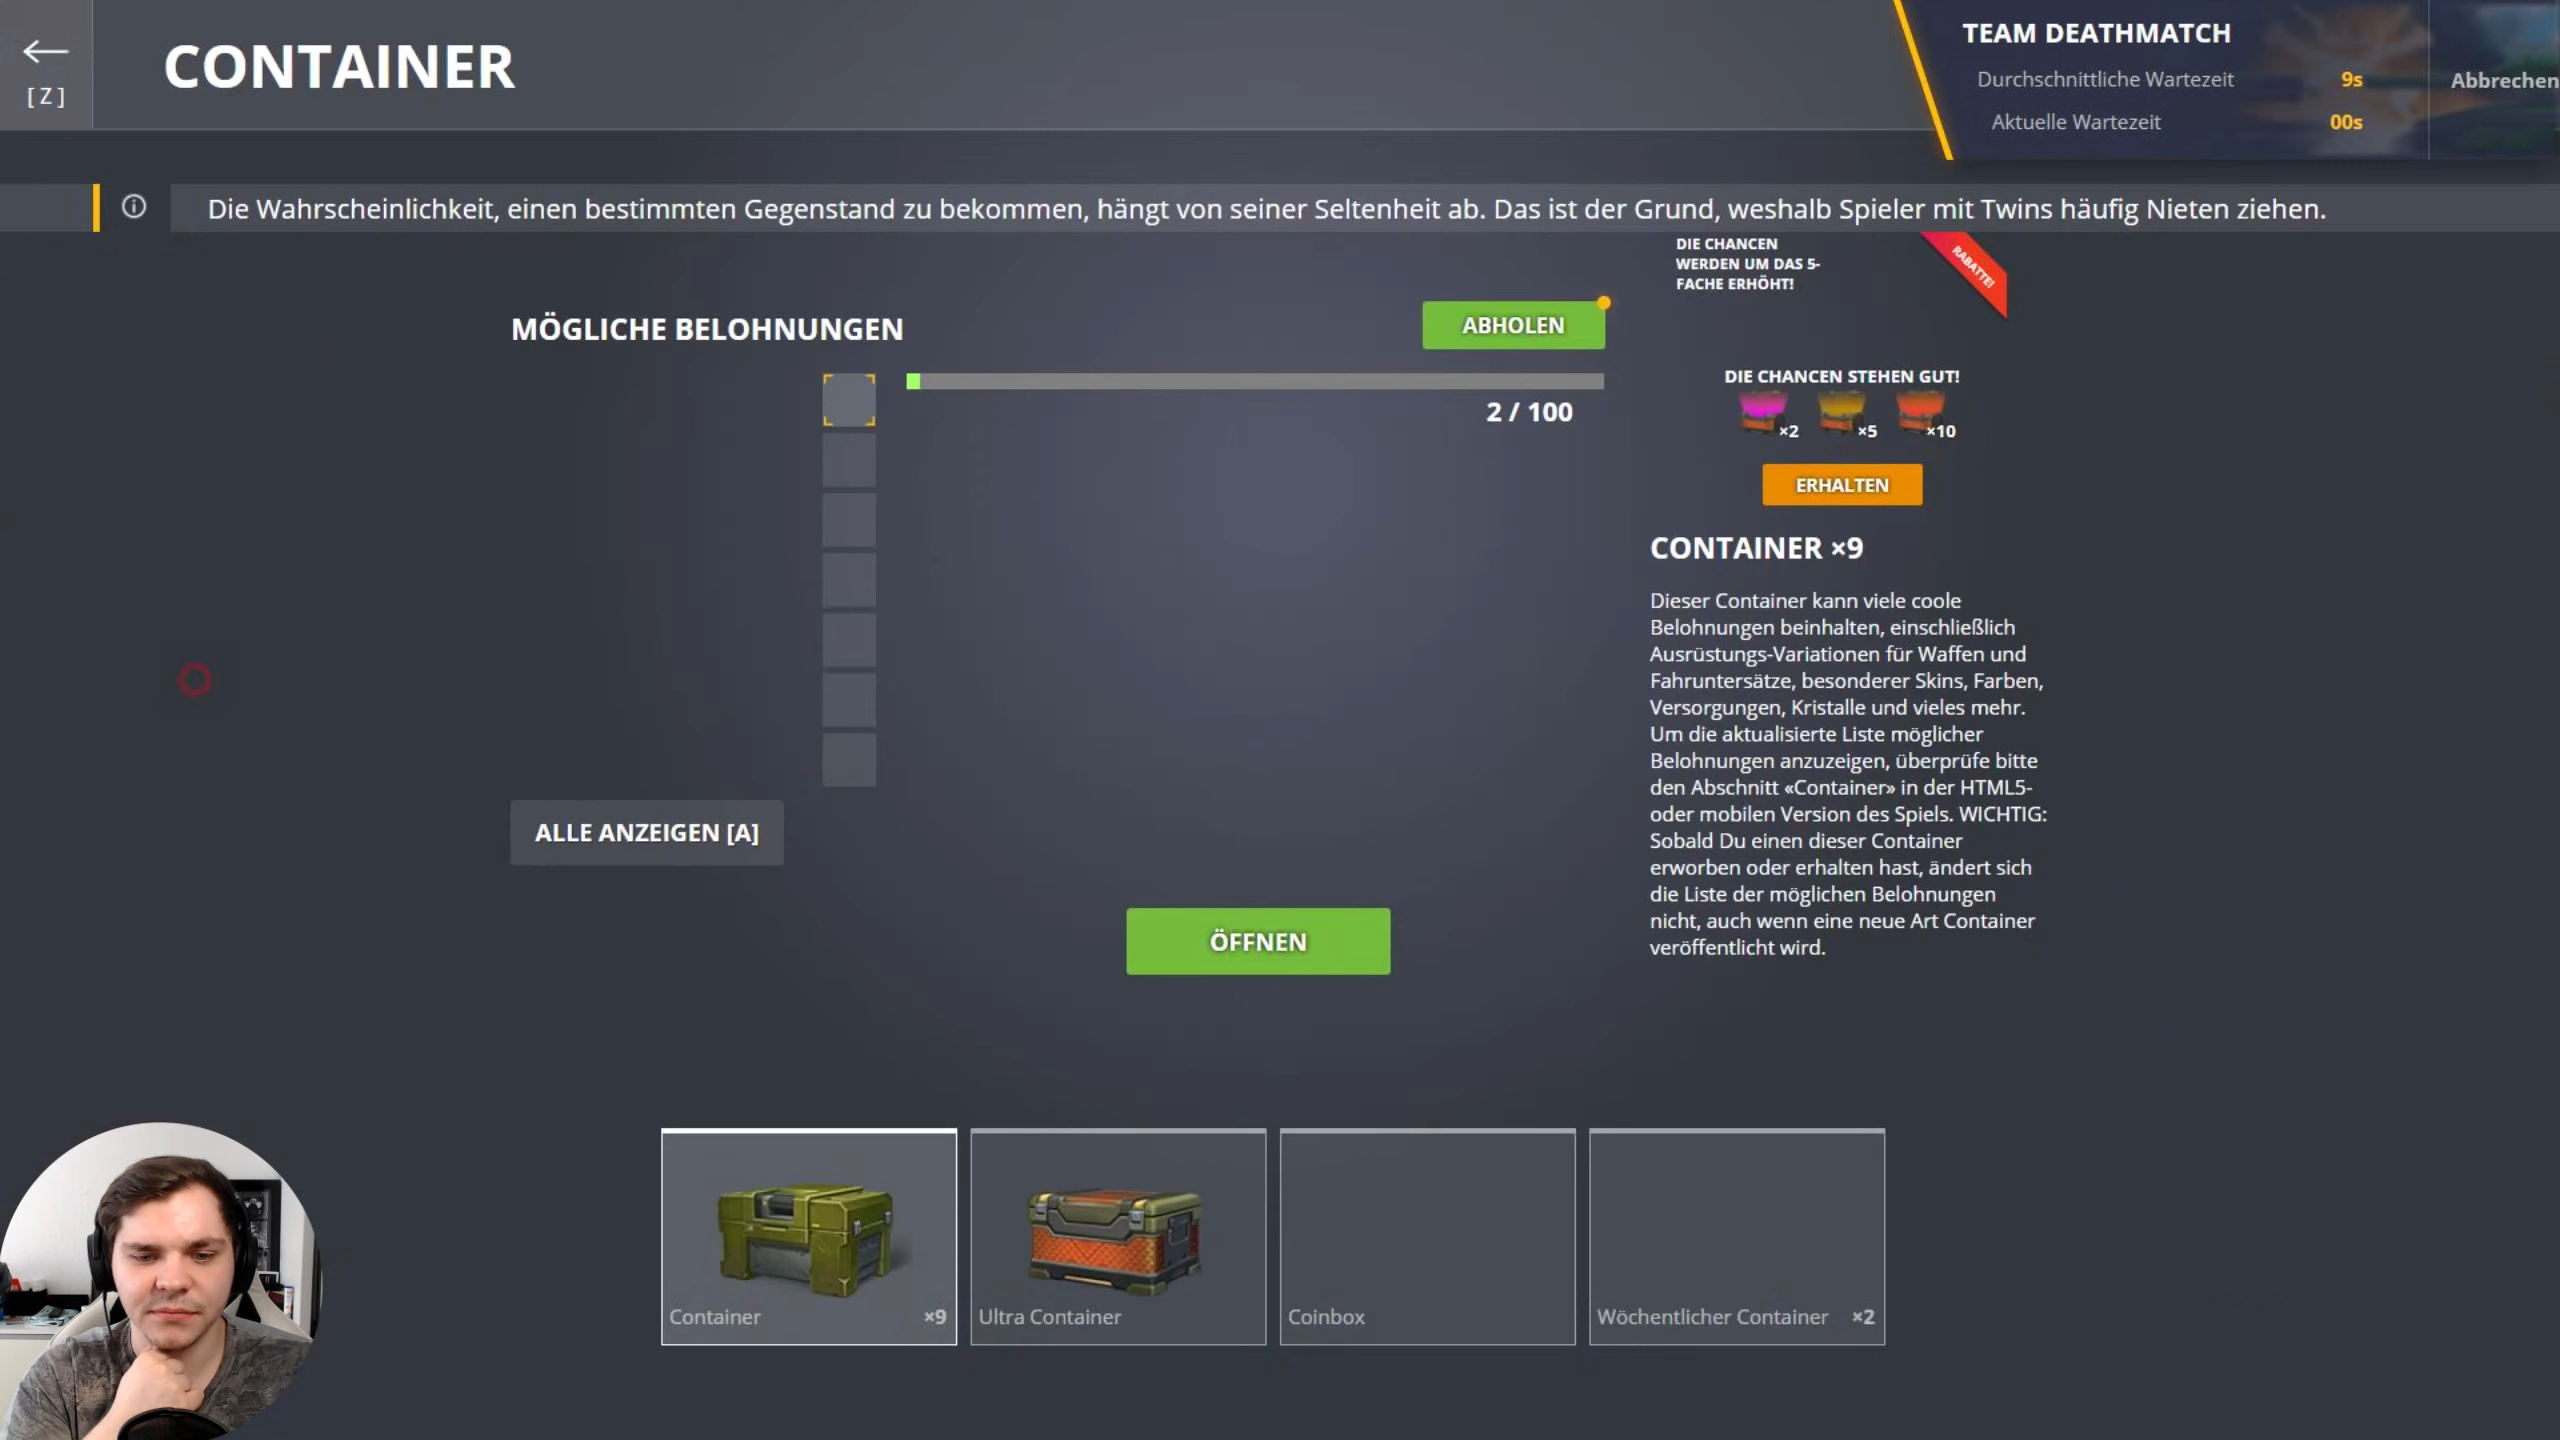 CONTAINER
[ Z ]
TEAM DEATHMATCH
Durchschnittliche Wartezeit 9s
Aktuelle Wartezeit 00s
Abbrechen
Die Wahrscheinlichkeit, einen bestimmten Gegenstand zu bekommen, hängt von seiner Seltenheit ab. Das ist der Grund, weshalb Spieler mit Twins häufig Nieten ziehen.
MÖGLICHE BELOHNUNGEN
ABHOLEN
2 / 100
ALLE ANZEIGEN [A]
ÖFFNEN
DIE CHANCEN
WERDEN UM DAS 5-
FACHE ERHÖHT!
RABATTE!
DIE CHANCEN STEHEN GUT!
×2 ×5 ×10
ERHALTEN
CONTAINER ×9
Dieser Container kann viele coole
Belohnungen beinhalten, einschließlich
Ausrüstungs-Variationen für Waffen und
Fahruntersätze, besonderer Skins, Farben,
Versorgungen, Kristalle und vieles mehr.
Um die aktualisierte Liste möglicher
Belohnungen anzuzeigen, überprüfe bitte
den Abschnitt «Container» in der HTML5-
oder mobilen Version des Spiels. WICHTIG:
Sobald Du einen dieser Container
erworben oder erhalten hast, ändert sich
die Liste der möglichen Belohnungen
nicht, auch wenn eine neue Art Container
veröffentlicht wird.
Container ×9
Ultra Container
Coinbox
Wöchentlicher Container ×2